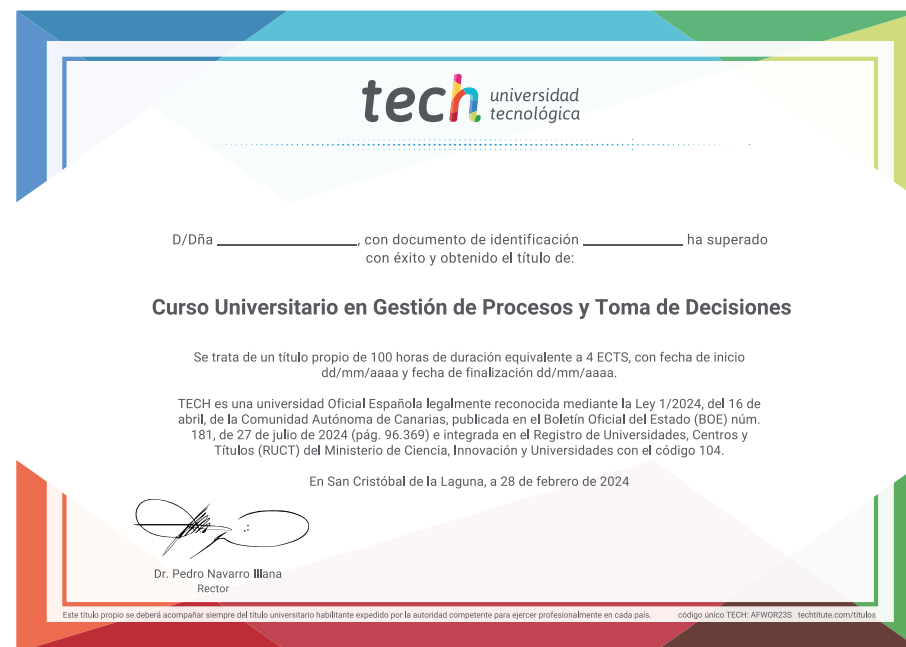 tech universidad
tecnológica
D/Dña ________________, con documento de identificación ____________ ha superado
con éxito y obtenido el título de:
Curso Universitario en Gestión de Procesos y Toma de Decisiones
Se trata de un título propio de 100 horas de duración equivalente a 4 ECTS, con fecha de inicio
dd/mm/aaaa y fecha de finalización dd/mm/aaaa.
TECH es una universidad Oficial Española legalmente reconocida mediante la Ley 1/2024, del 16 de
abril, de la Comunidad Autónoma de Canarias, publicada en el Boletín Oficial del Estado (BOE) núm.
181, de 27 de julio de 2024 (pág. 96.369) e integrada en el Registro de Universidades, Centros y
Títulos (RUCT) del Ministerio de Ciencia, Innovación y Universidades con el código 104.
En San Cristóbal de la Laguna, a 28 de febrero de 2024
Dr. Pedro Navarro Illana
Rector
Este título propio se deberá acompañar siempre del título universitario habilitante expedido por la autoridad competente para ejercer profesionalmente en cada país. código único TECH: AFWOR23S techtitute.com/titulos